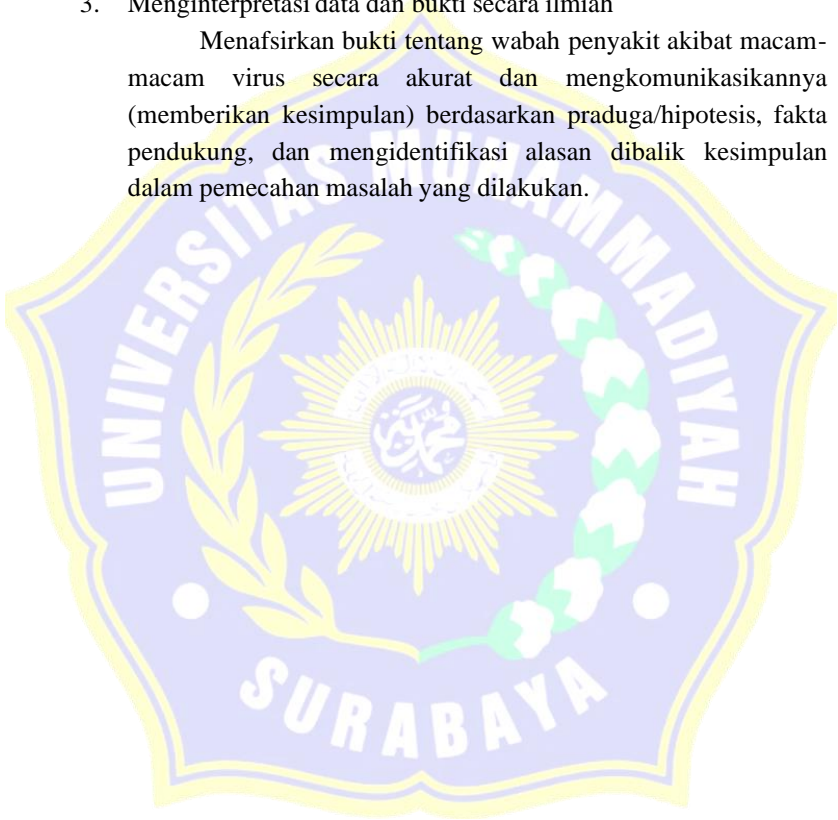 3. Menginterpretasi data dan bukti secara ilmiah
Menafsirkan bukti tentang wabah penyakit akibat macam-
macam virus secara akurat dan mengkomunikasikannya
(memberikan kesimpulan) berdasarkan praduga/hipotesis, fakta
pendukung, dan mengidentifikasi alasan dibalik kesimpulan
dalam pemecahan masalah yang dilakukan.
UNIVERSITAS MUHAMMADIYAH
SURABAYA